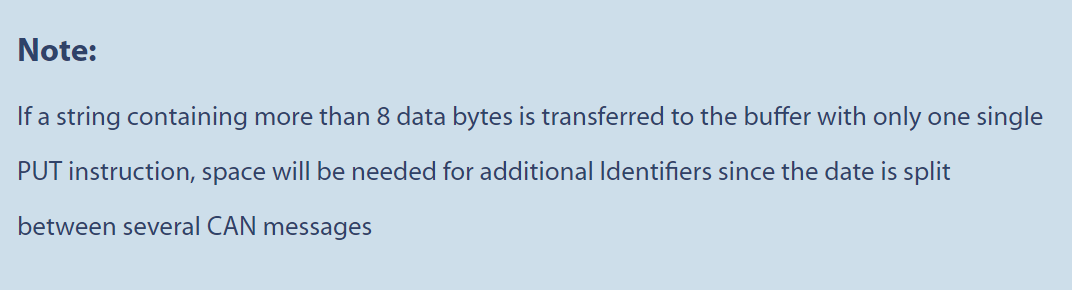 Note:
If a string containing more than 8 data bytes is transferred to the buffer with only one single
PUT instruction, space will be needed for additional Identifiers since the date is split
between several CAN messages